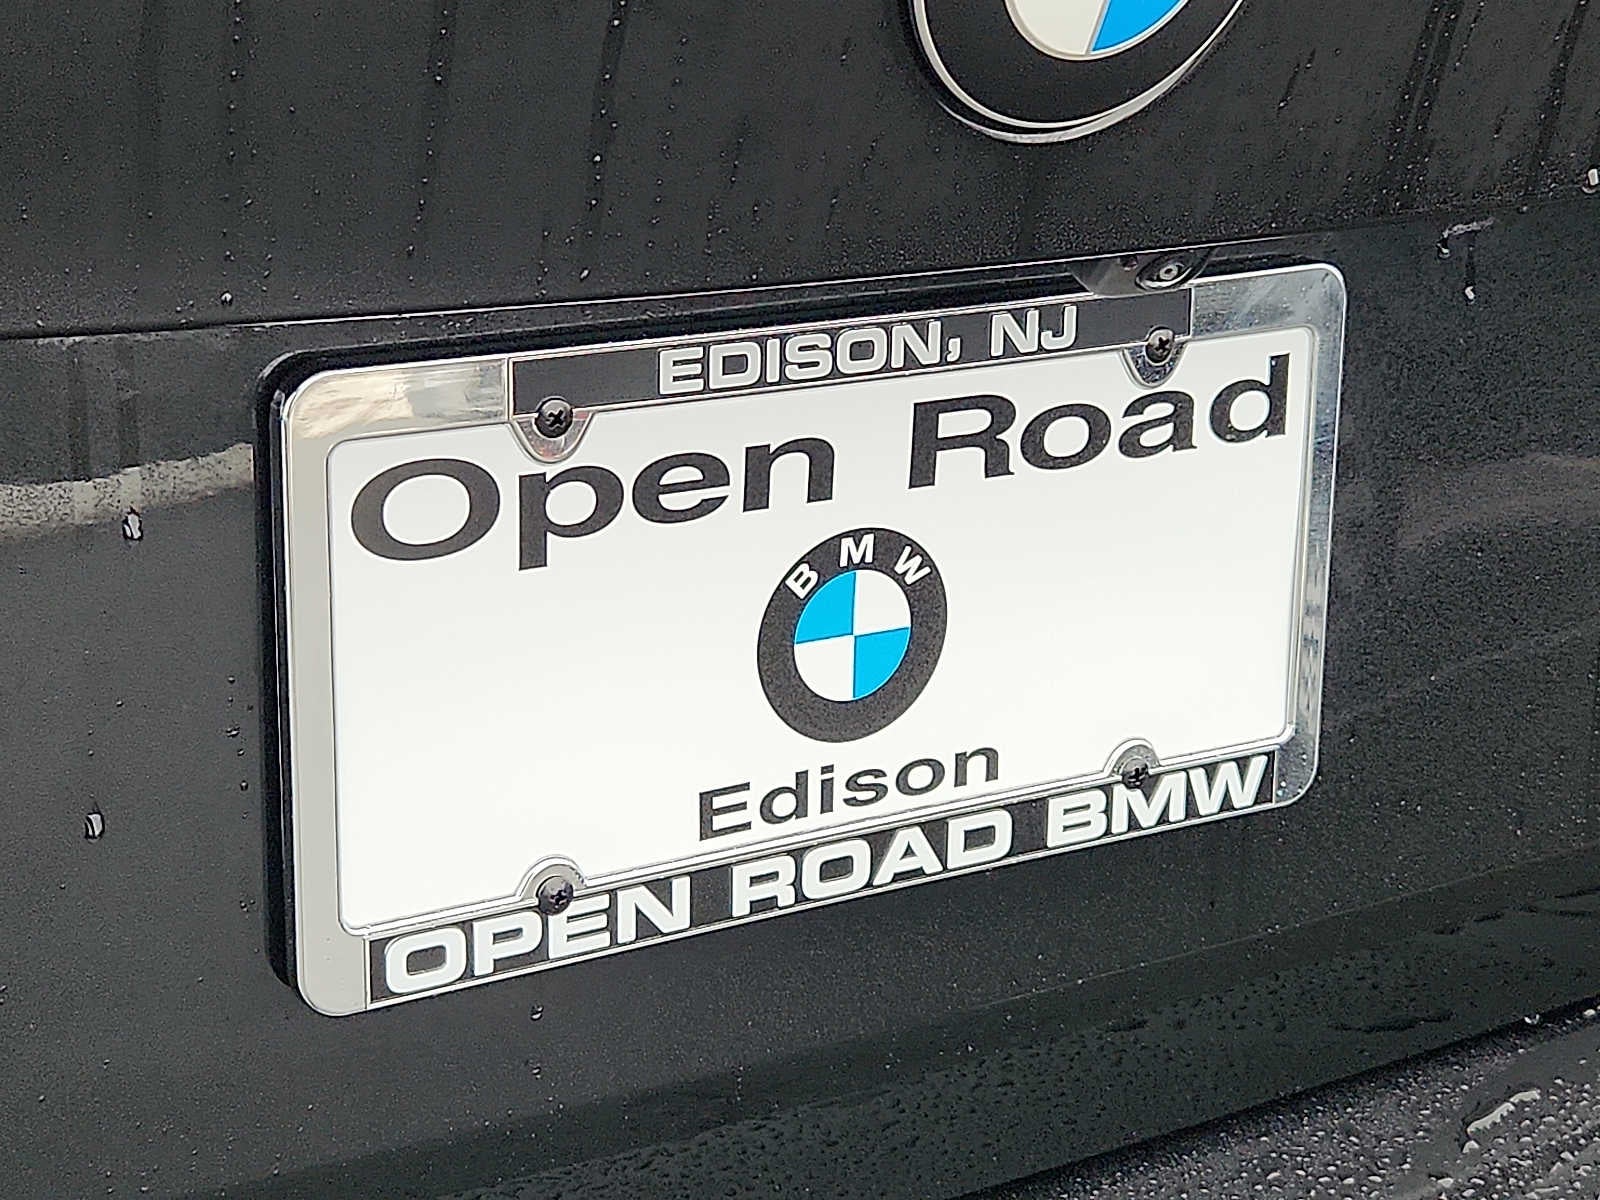 EDISON, NJ
Open Road
BMW
Edison
OPEN ROAD BMW